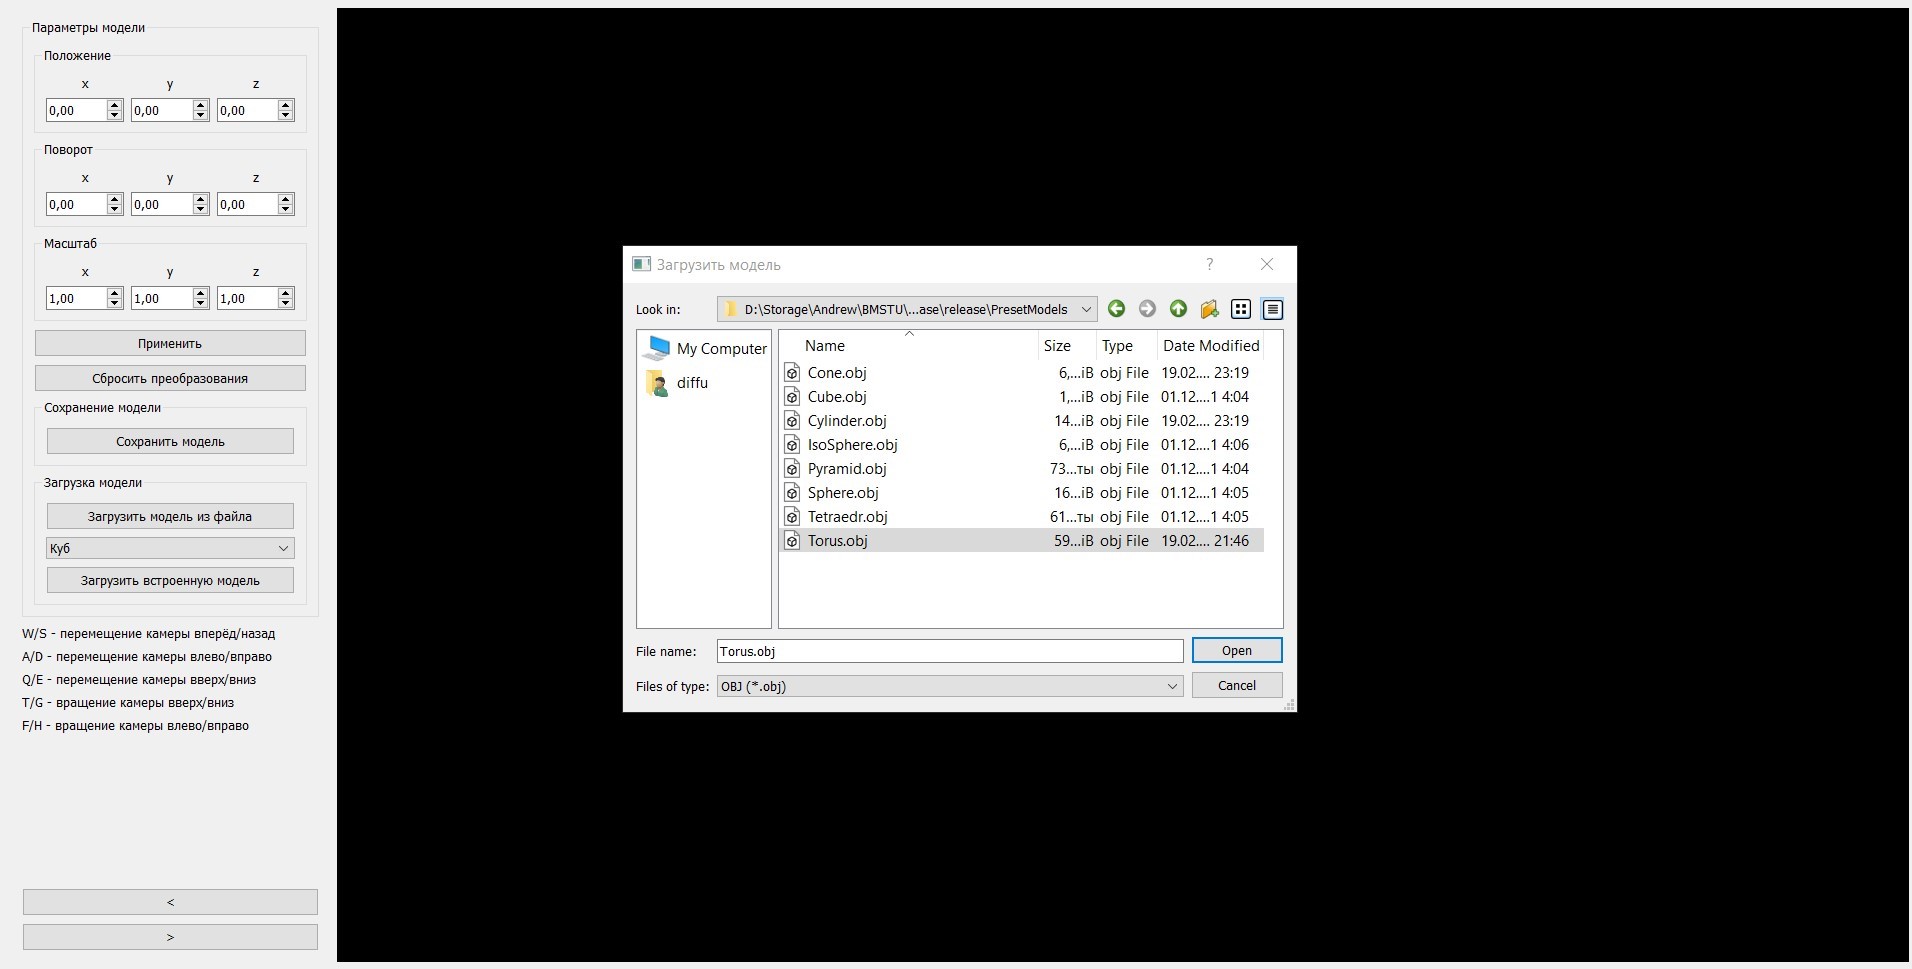 Параметры модели
Положение
x y z
0,00 0,00 0,00
Поворот
x y z
0,00 0,00 0,00
Масштаб
x y z
1,00 1,00 1,00
Применить
Сбросить преобразования
Сохранение модели
Сохранить модель
Загрузка модели
Загрузить модель из файла
Куб
Загрузить встроенную модель
W/S - перемещение камеры вперёд/назад
A/D - перемещение камеры влево/вправо
Q/E - перемещение камеры вверх/вниз
T/G - вращение камеры вверх/вниз
F/H - вращение камеры влево/вправо
<
>
Загрузить модель ?
Look in: D:\Storage\Andrew\BMSTU\...ase\release\PresetModels
My Computer
diffu
Name Size Type Date Modified
Cone.obj 6,...iB obj File 19.02.... 23:19
Cube.obj 1,...iB obj File 01.12....1 4:04
Cylinder.obj 14...iB obj File 19.02.... 23:19
IsoSphere.obj 6,...iB obj File 01.12....1 4:06
Pyramid.obj 73...ты obj File 01.12....1 4:04
Sphere.obj 16...iB obj File 01.12....1 4:05
Tetraedr.obj 61...ты obj File 01.12....1 4:05
Torus.obj 59...iB obj File 19.02.... 21:46
File name: Torus.obj Open
Files of type: OBJ (*.obj) Cancel